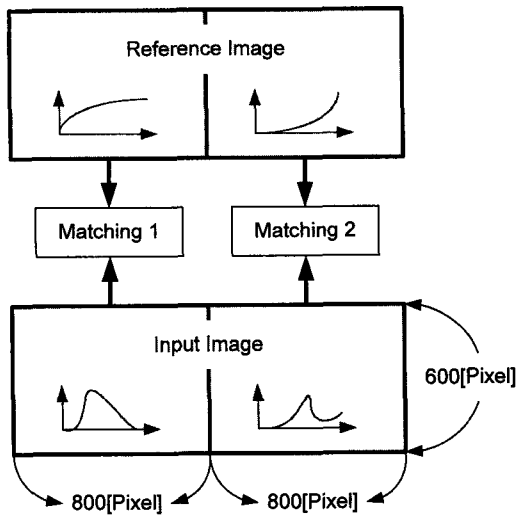 Reference Image
Matching 1
Matching 2
Input Image
600[Pixel]
800[Pixel]
800[Pixel]